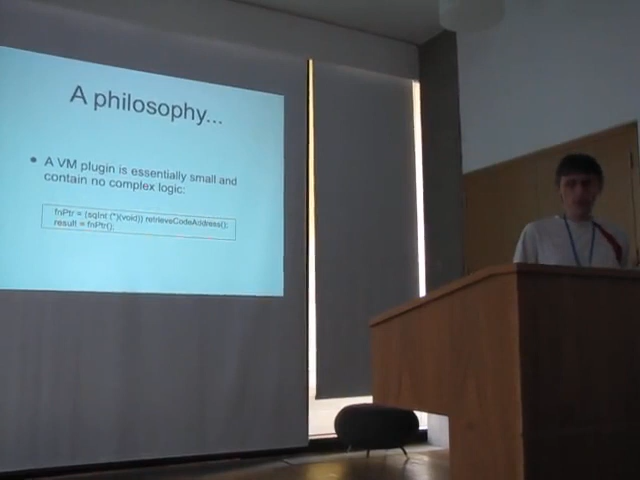 A philosophy...
• A VM plugin is essentially small and
contain no complex logic:
fnPtr = (sqInt (*)(void)) retrieveCodeAddress();
result = fnPtr();